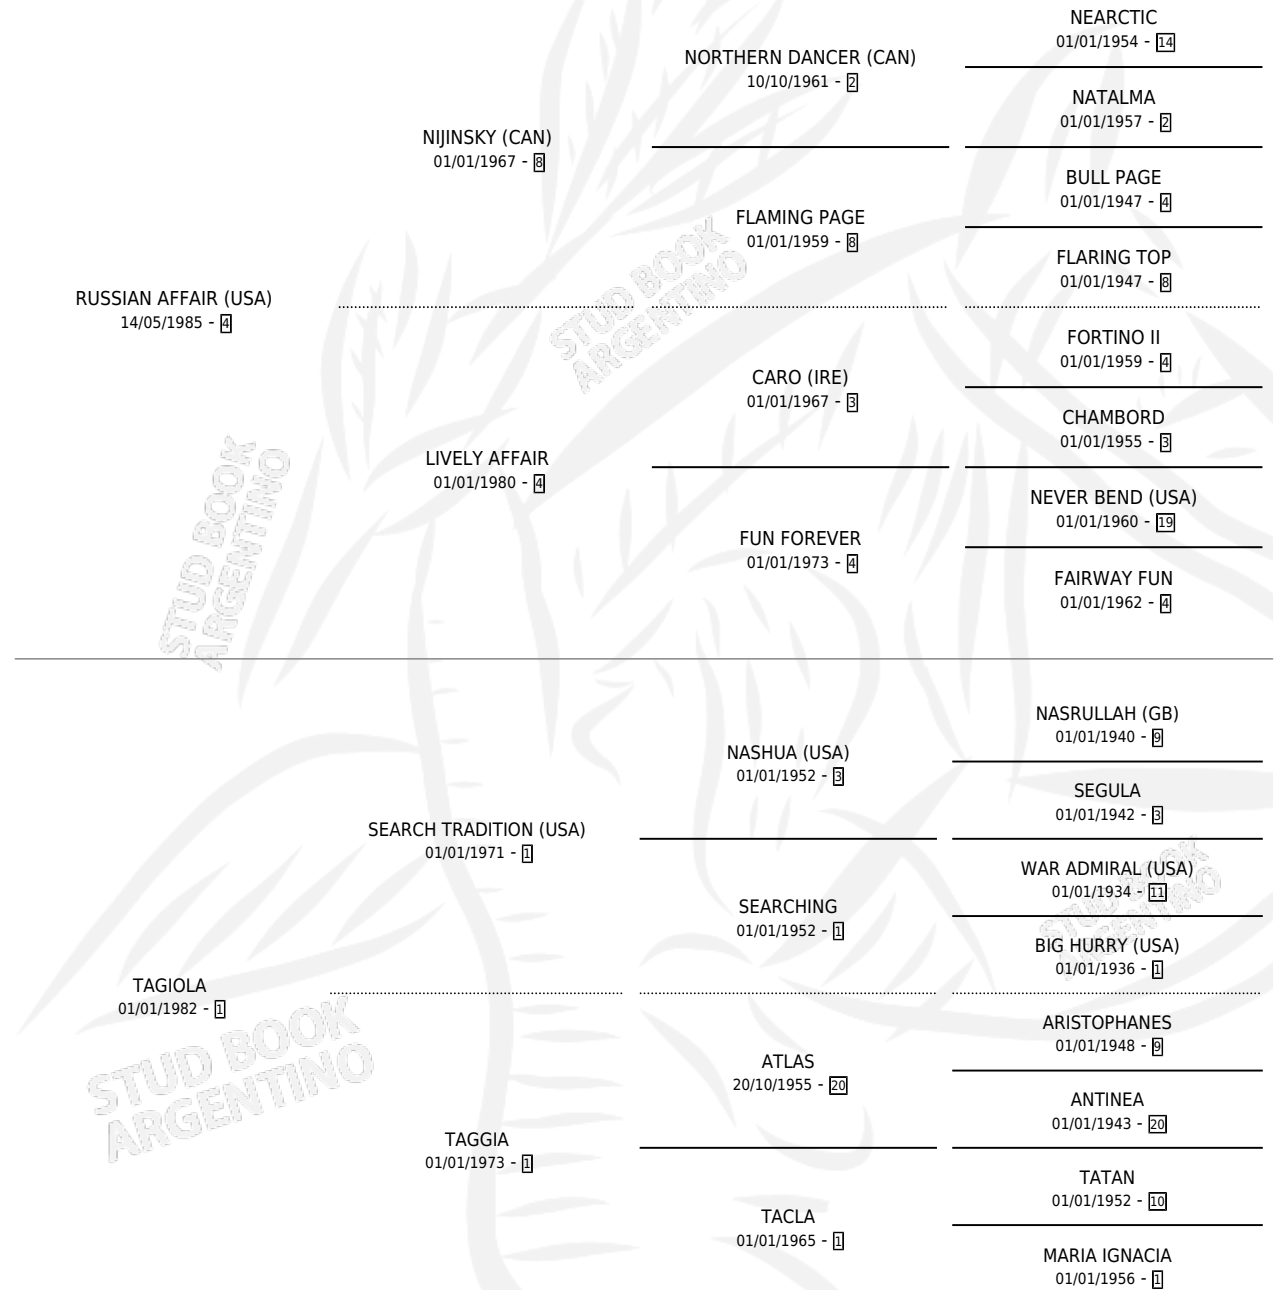 NEARCTIC
01/01/1954 - 14
NORTHERN DANCER (CAN)
10/10/1961 - 2
NATALMA
01/01/1957 - 2
NIJINSKY (CAN)
01/01/1967 - 8
BULL PAGE
01/01/1947 - 4
FLAMING PAGE
01/01/1959 - 8
FLARING TOP
01/01/1947 - 8
RUSSIAN AFFAIR (USA)
14/05/1985 - 4
FORTINO II
01/01/1959 - 4
CARO (IRE)
01/01/1967 - 3
CHAMBORD
01/01/1955 - 3
LIVELY AFFAIR
01/01/1980 - 4
NEVER BEND (USA)
01/01/1960 - 19
FUN FOREVER
01/01/1973 - 4
FAIRWAY FUN
01/01/1962 - 4
STUD BOOK
ARGENTINO
STUD BOOK
ARGENTINO
NASRULLAH (GB)
01/01/1940 - 9
NASHUA (USA)
01/01/1952 - 3
SEGULA
01/01/1942 - 3
SEARCH TRADITION (USA)
01/01/1971 - 1
WAR ADMIRAL (USA)
01/01/1934 - 11
SEARCHING
01/01/1952 - 1
BIG HURRY (USA)
01/01/1936 - 1
TAGIOLA
01/01/1982 - 1
ARISTOPHANES
01/01/1948 - 9
ATLAS
20/10/1955 - 20
ANTINEA
01/01/1943 - 20
TAGGIA
01/01/1973 - 1
TATAN
01/01/1952 - 10
TACLA
01/01/1965 - 1
MARIA IGNACIA
01/01/1956 - 1
STUD BOOK
ARGENTINO
STUD BOOK
ARGENTINO